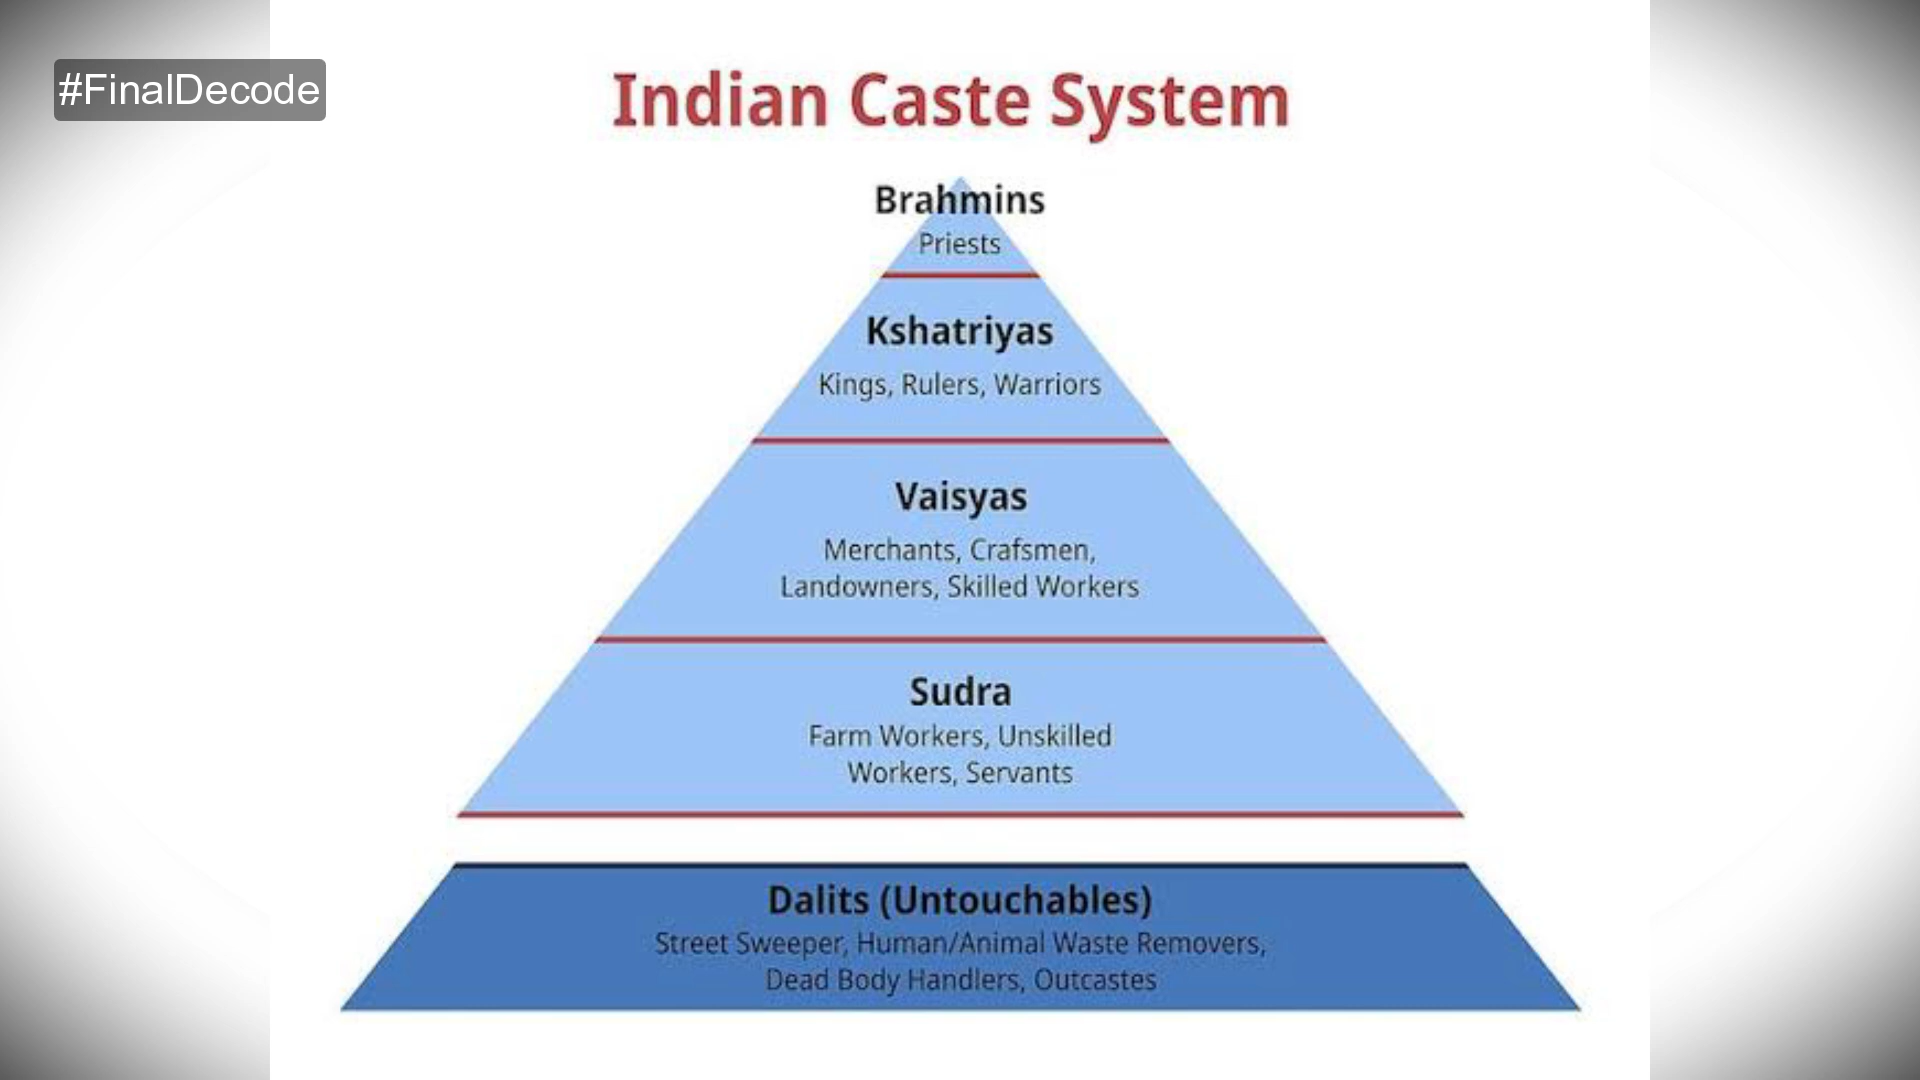 #FinalDecode
Indian Caste System
Brahmins
Priests
Kshatriyas
Kings, Rulers, Warriors
Vaisyas
Merchants, Crafsmen,
Landowners, Skilled Workers
Sudra
Farm Workers, Unskilled
Workers, Servants
Dalits (Untouchables)
Street Sweeper, Human/Animal Waste Removers,
Dead Body Handlers, Outcastes